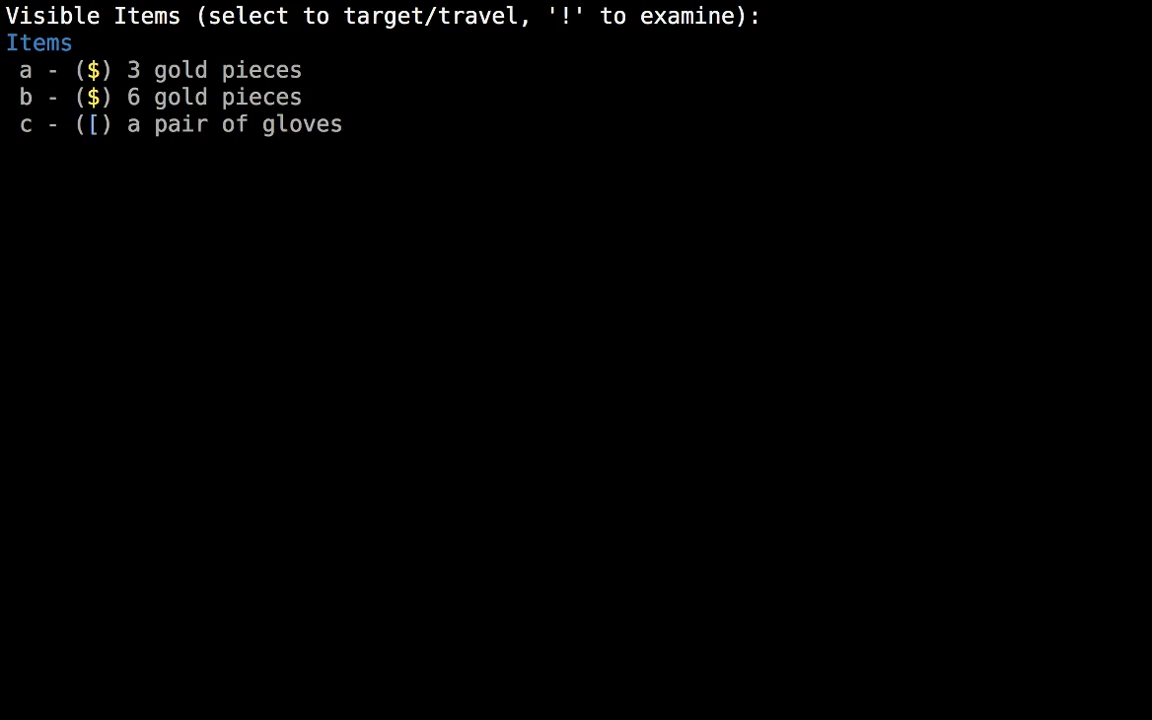 Visible Items (select to target/travel, '!' to examine):
Items
a - ($) 3 gold pieces
b - ($) 6 gold pieces
c - ([) a pair of gloves